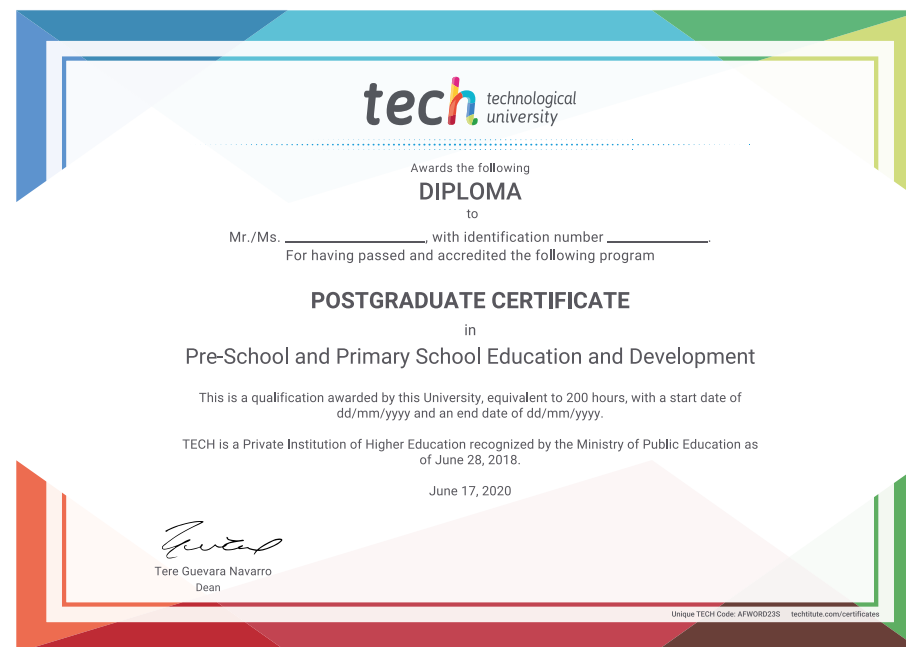 tech technological
university
Awards the following
DIPLOMA
to
Mr./Ms. ____________________, with identification number ______________.
For having passed and accredited the following program
POSTGRADUATE CERTIFICATE
in
Pre-School and Primary School Education and Development
This is a qualification awarded by this University, equivalent to 200 hours, with a start date of
dd/mm/yyyy and an end date of dd/mm/yyyy.
TECH is a Private Institution of Higher Education recognized by the Ministry of Public Education as
of June 28, 2018.
June 17, 2020
Tere Guevara Navarro
Dean
Unique TECH Code: AFWORD23S techtitute.com/certificates